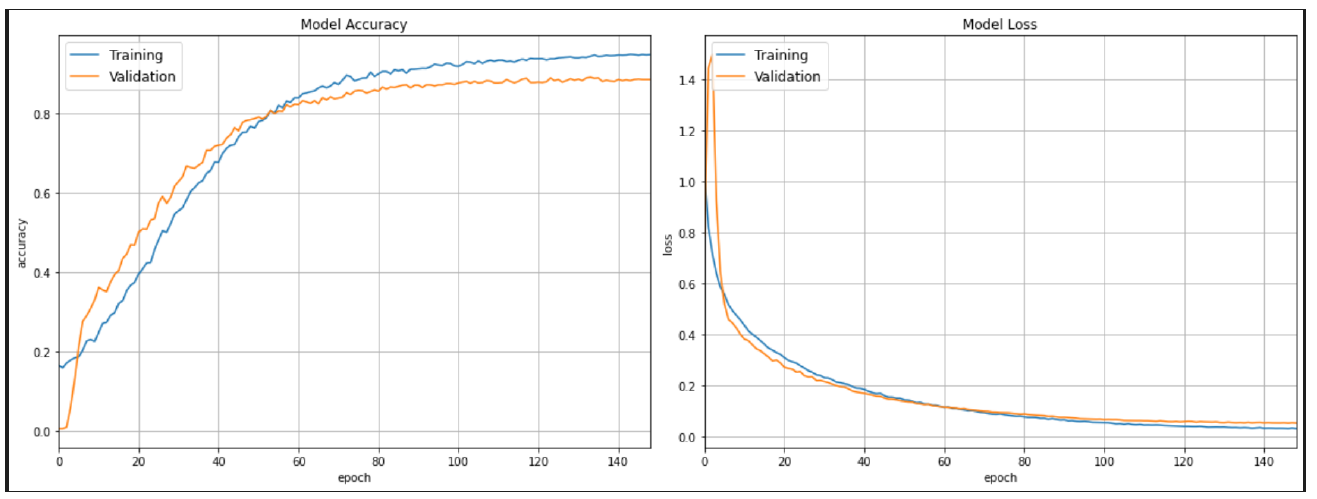 Model Accuracy
Training
Validation
0.8
0.6
0.4
0.2
0.0
accuracy
0 20 40 60 80 100 120 140
epoch
Model Loss
Training
Validation
1.4
1.2
1.0
0.8
0.6
0.4
0.2
0.0
loss
0 20 40 60 80 100 120 140
epoch